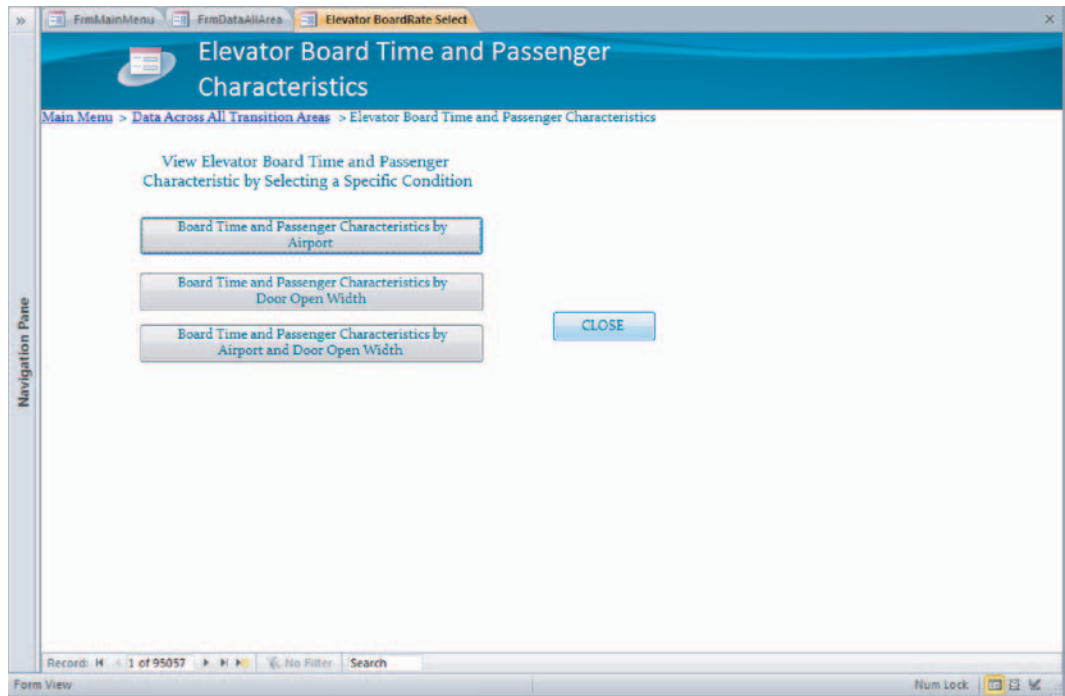 »
FrmMainMenu FrmDataAllArea Elevator BoardRate Select ×
Elevator Board Time and Passenger
Characteristics
Main Menu > Data Across All Transition Areas > Elevator Board Time and Passenger Characteristics
View Elevator Board Time and Passenger
Characteristic by Selecting a Specific Condition
Board Time and Passenger Characteristics by
Airport
Board Time and Passenger Characteristics by
Door Open Width
CLOSE
Board Time and Passenger Characteristics by
Airport and Door Open Width
Navigation Pane
Record: 1 of 95057 No Filter Search
Form View Num Lock